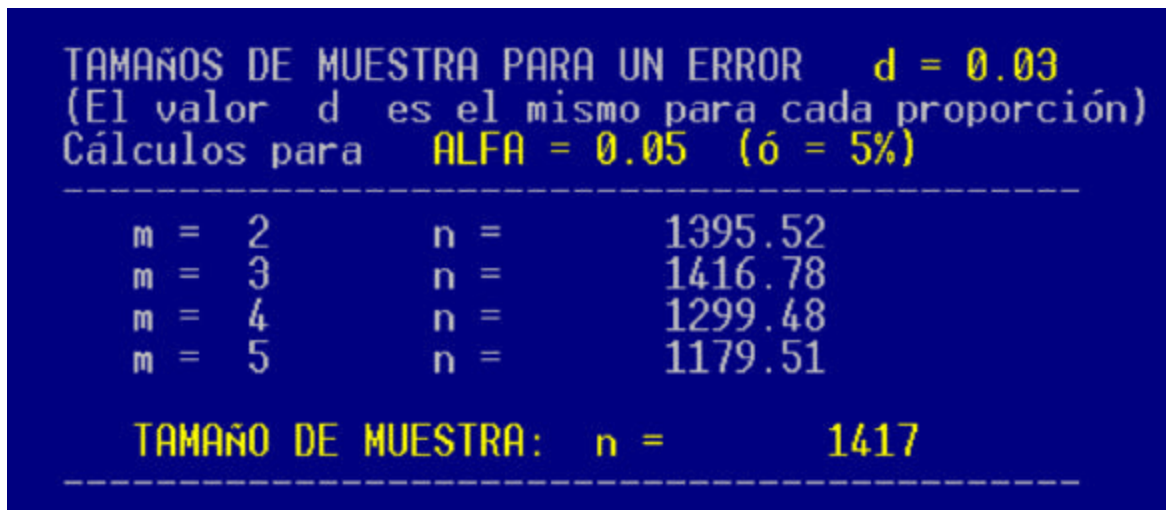 TAMAñOS DE MUESTRA PARA UN ERROR d = 0.03
(El valor d es el mismo para cada proporción)
Cálculos para ALFA = 0.05 (ó = 5%)
m = 2 n = 1395.52
m = 3 n = 1416.78
m = 4 n = 1299.48
m = 5 n = 1179.51
TAMAñO DE MUESTRA: n = 1417